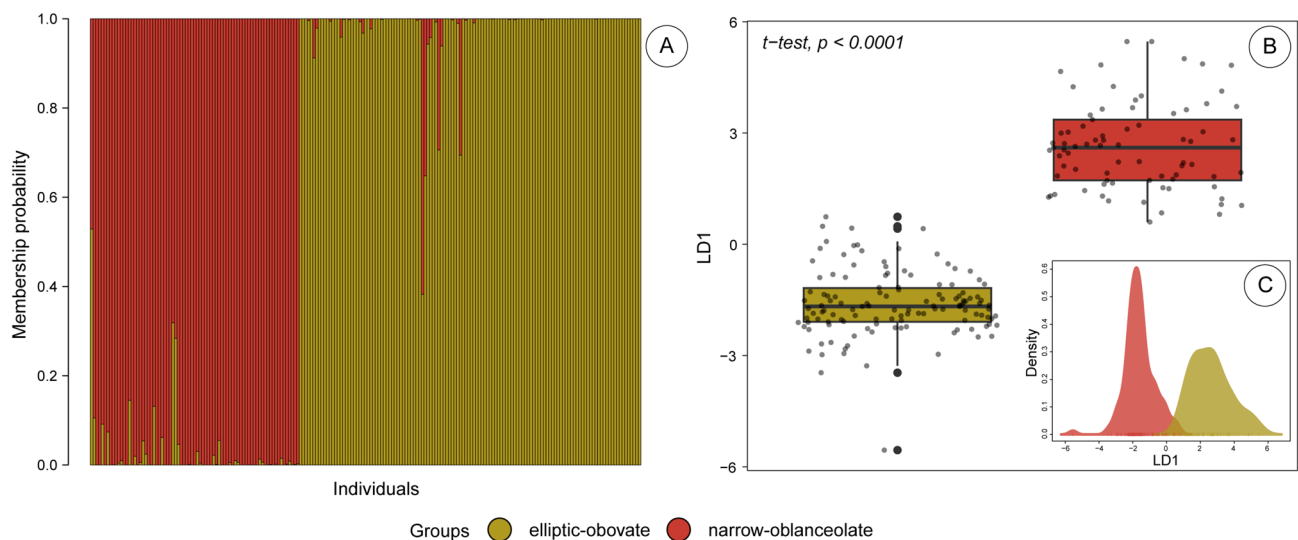 A
1.0
0.8
0.6
0.4
0.2
0.0
Membership probability
Individuals
B
t-test, p < 0.0001
6
3
0
−3
−6
LD1
C
0.6
0.5
0.4
0.3
0.2
0.1
0.0
Density
−6 −4 −2 0 2 4 6
LD1
Groups elliptic-obovate narrow-oblanceolate